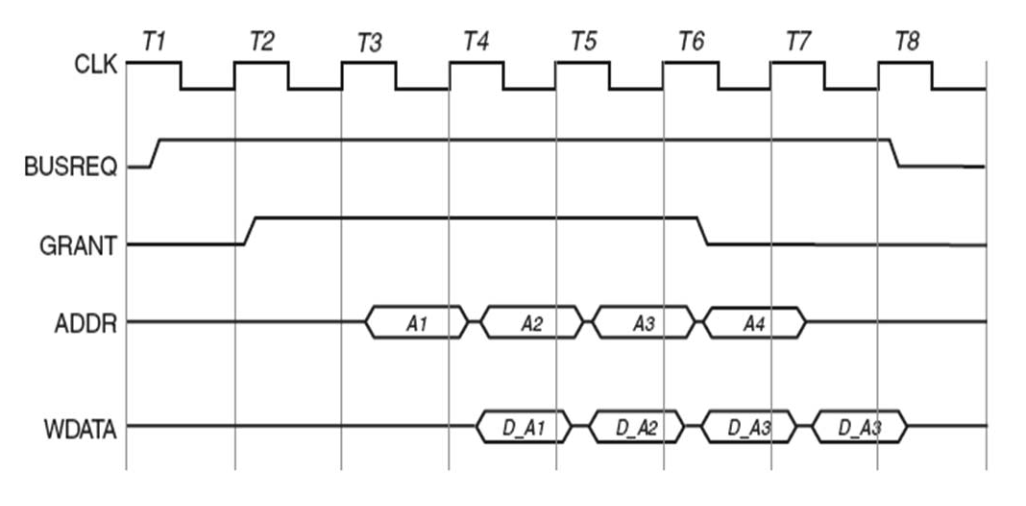 T1 T2 T3 T4 T5 T6 T7 T8
CLK
BUSREQ
GRANT
ADDR A1 A2 A3 A4
WDATA D_A1 D_A2 D_A3 D_A3